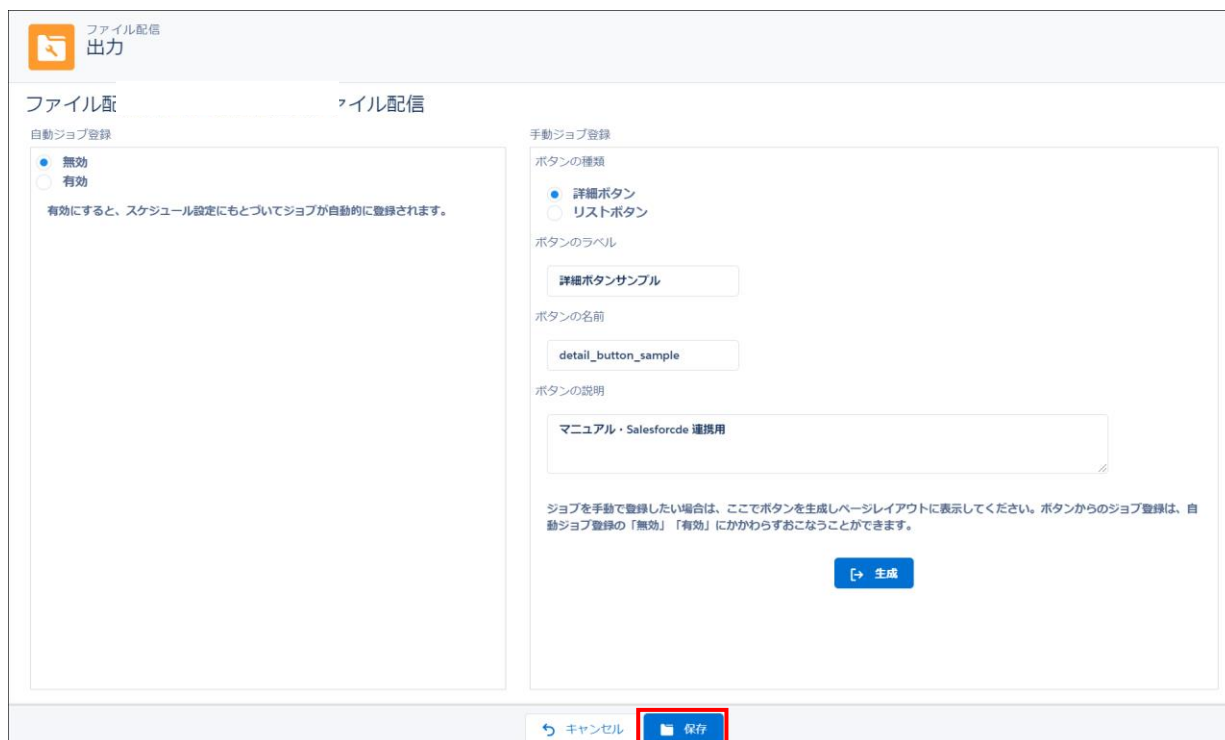 ファイル配信
出力
ファイル配
イル配信
自動ジョブ登録
無効
有効
有効にすると、スケジュール設定にもとづいてジョブが自動的に登録されます。
手動ジョブ登録
ボタンの種類
詳細ボタン
リストボタン
ボタンのラベル
詳細ボタンサンプル
ボタンの名前
detail_button_sample
ボタンの説明
マニュアル・Salesforcde 連携用
ジョブを手動で登録したい場合は、ここでボタンを生成しページレイアウトに表示してください。ボタンからのジョブ登録は、自
動ジョブ登録の「無効」「有効」にかかわらずおこなうことができます。
生成
キャンセル
保存